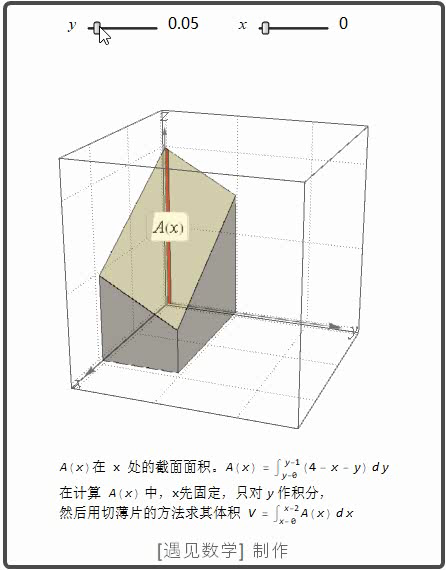 y 0.05 x 0
z
A(x)
y
x
A(x)在 x 处的截面面积。A(x) = ∫_{y=0}^{y=1} (4 - x - y) dy
在计算 A(x) 中，x先固定，只对 y 作积分，
然后用切薄片的方法求其体积 V = ∫_{x=0}^{x=2} A(x) dx
[遇见数学] 制作